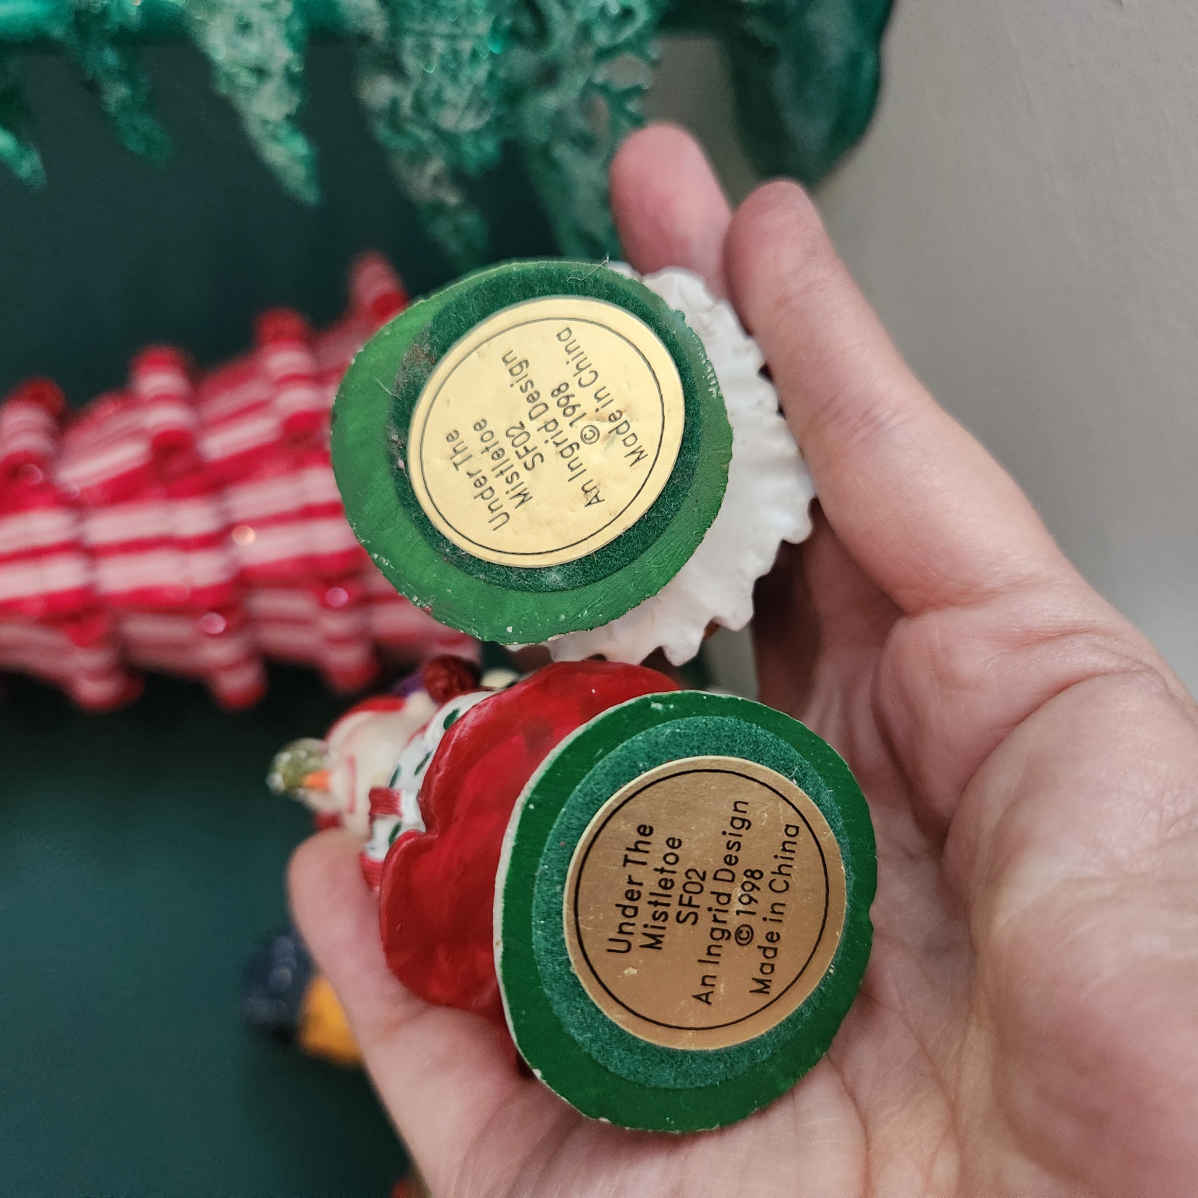 Under The
Mistletoe
SF02
An Ingrid Design
© 1998
Made in China
Under The
Mistletoe
SF02
An Ingrid Design
© 1998
Made in China